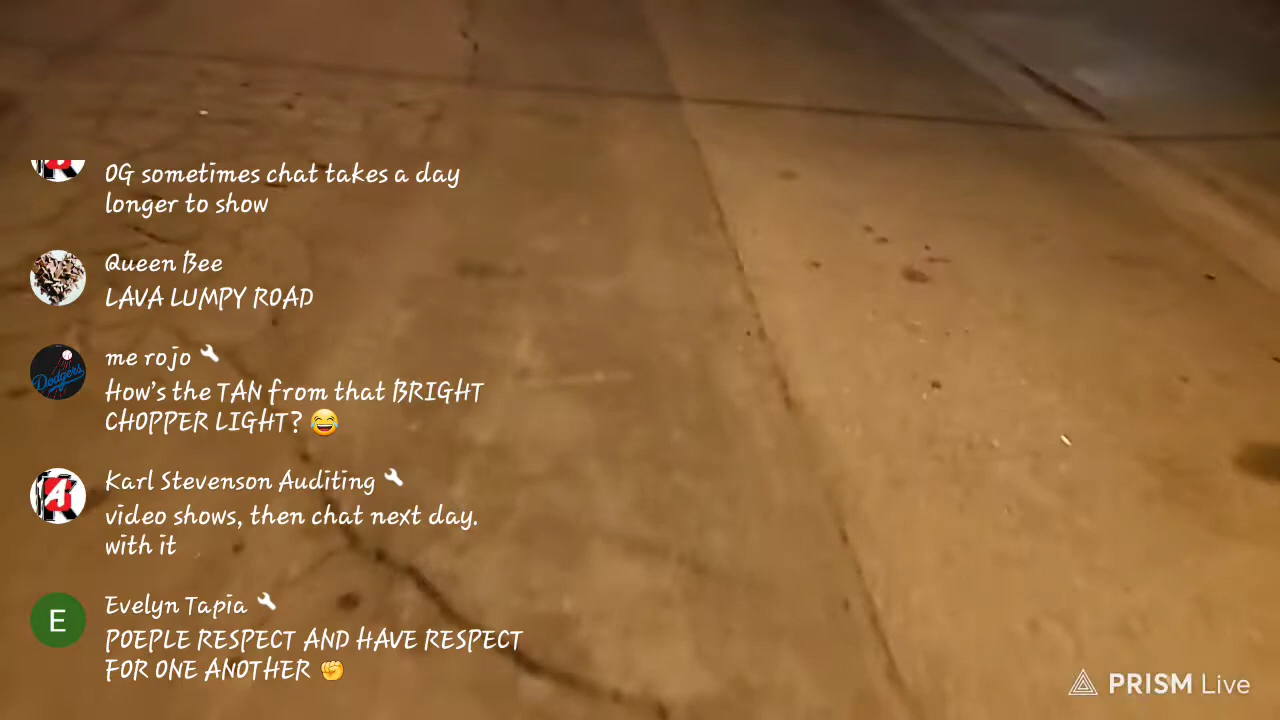 OG sometimes chat takes a day
longer to show
Queen Bee
LAVA LUMPY ROAD
me rojo
How's the TAN from that BRIGHT
CHOPPER LIGHT? 😂
Dodgers
Karl Stevenson Auditing
video shows, then chat next day.
with it
E
Evelyn Tapia
POEPLE RESPECT AND HAVE RESPECT
FOR ONE ANOTHER ✊
PRISM Live